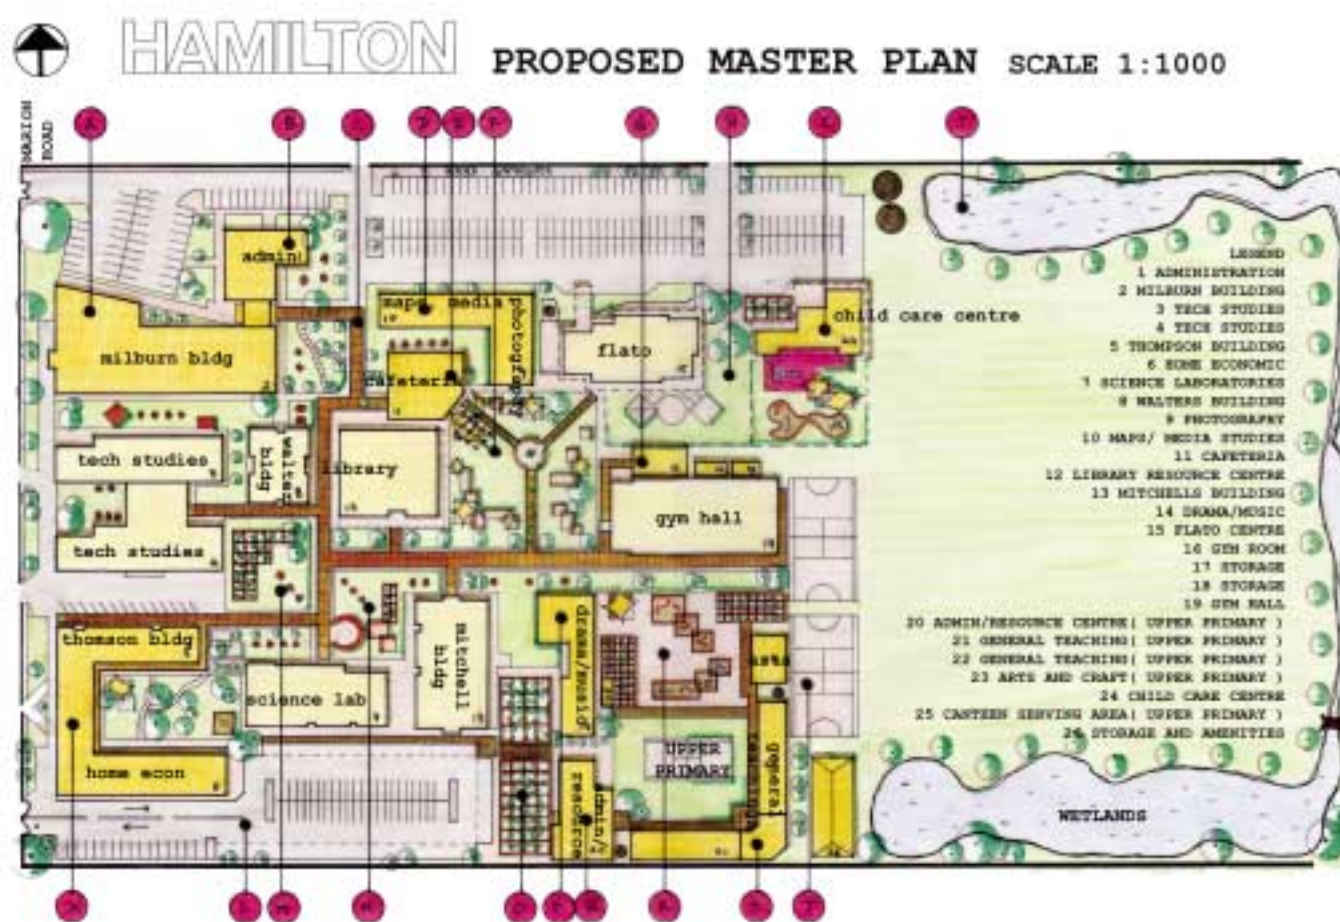 HAMILTON PROPOSED MASTER PLAN SCALE 1:1000
MARION
ROAD
A B
admin
maps media
photography
child care centre
flato
milburn bldg
cafeteria
tech studies
walter
bldg
library
gym hall
tech studies
thomson bldg
mitchell
bldg
drama/music
arts
science lab
UPPER
PRIMARY
general
teaching
home econ
admin/
resource
WETLANDS
LEGEND
1 ADMINISTRATION
2 MILBURN BUILDING
3 TECH STUDIES
4 TECH STUDIES
5 THOMPSON BUILDING
6 HOME ECONOMIC
7 SCIENCE LABORATORIES
8 WALTERS BUILDING
9 PHOTOGRAPHY
10 MAPS/ MEDIA STUDIES
11 CAFETERIA
12 LIBRARY RESOURCE CENTRE
13 MITCHELLS BUILDING
14 DRAMA/MUSIC
15 FLATO CENTRE
16 GYM ROOM
17 STORAGE
18 STORAGE
19 GYM HALL
20 ADMIN/RESOURCE CENTRE( UPPER PRIMARY )
21 GENERAL TEACHING( UPPER PRIMARY )
22 GENERAL TEACHING( UPPER PRIMARY )
23 ARTS AND CRAFT( UPPER PRIMARY )
24 CHILD CARE CENTRE
25 CANTEEN SERVING AREA( UPPER PRIMARY )
26 STORAGE AND AMENITIES